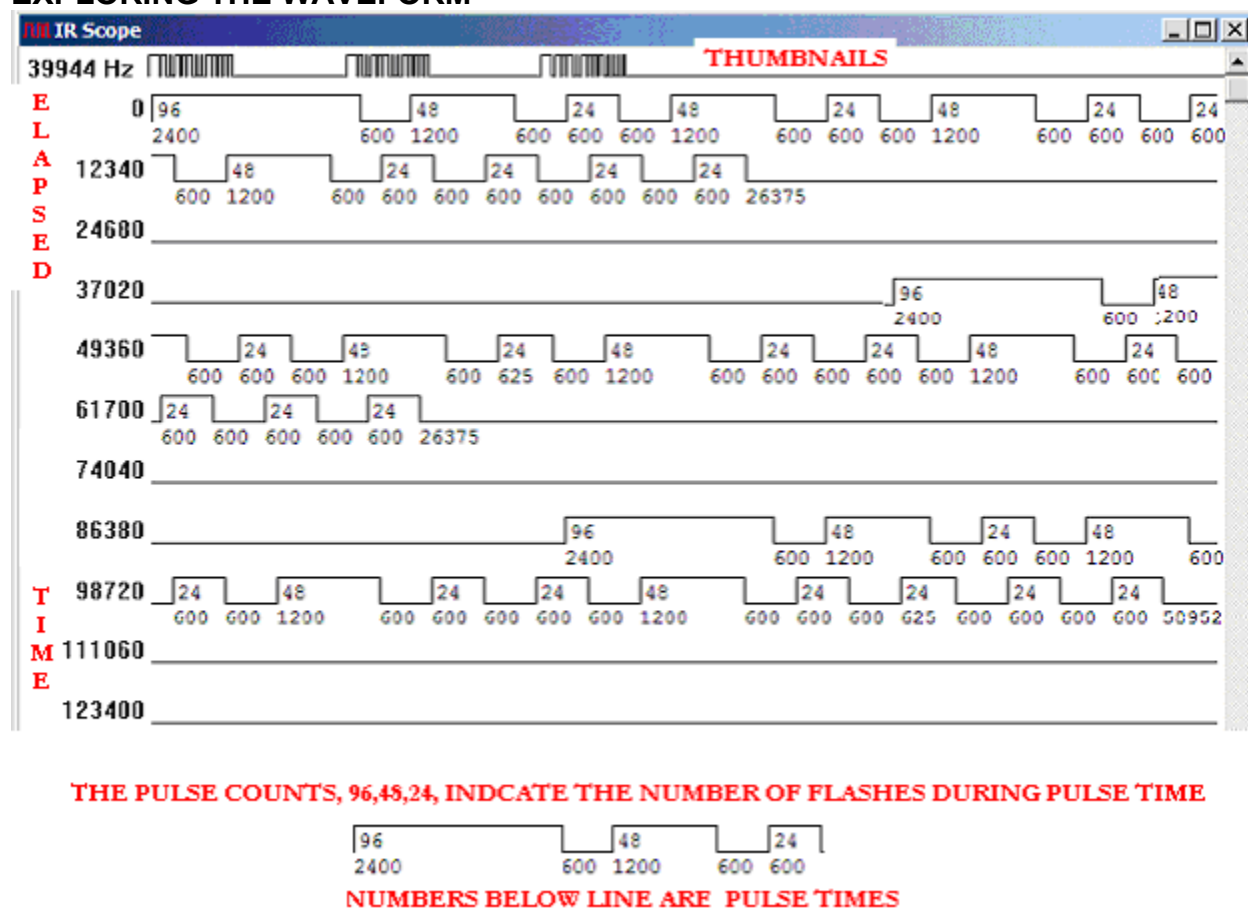 EXPLORING THE WAVEFORM
IR Scope
39944 Hz THUMBNAILS
ELAPSED
0 96 48 24 48 24 48 24 24
2400 600 1200 600 600 600 1200 600 600 600 1200 600 600 600 600
12340 48 24 24 24 24
600 1200 600 600 600 600 600 600 600 600 26375
24680
37020 96 48
2400 600 1200
49360 24 48 24 48 24 24 48 24
600 600 600 1200 600 625 600 1200 600 600 600 600 600 1200 600 600 600
61700 24 24 24
600 600 600 600 600 26375
74040
86380 96 48 24 48
2400 600 1200 600 600 600 1200 600
TIME
98720 24 48 24 24 48 24 24 24 24
600 600 1200 600 600 600 600 600 1200 600 600 600 625 600 600 600 600 50952
111060
123400
THE PULSE COUNTS, 96,48,24, INDCATE THE NUMBER OF FLASHES DURING PULSE TIME
96 48 24
2400 600 1200 600 600
NUMBERS BELOW LINE ARE PULSE TIMES